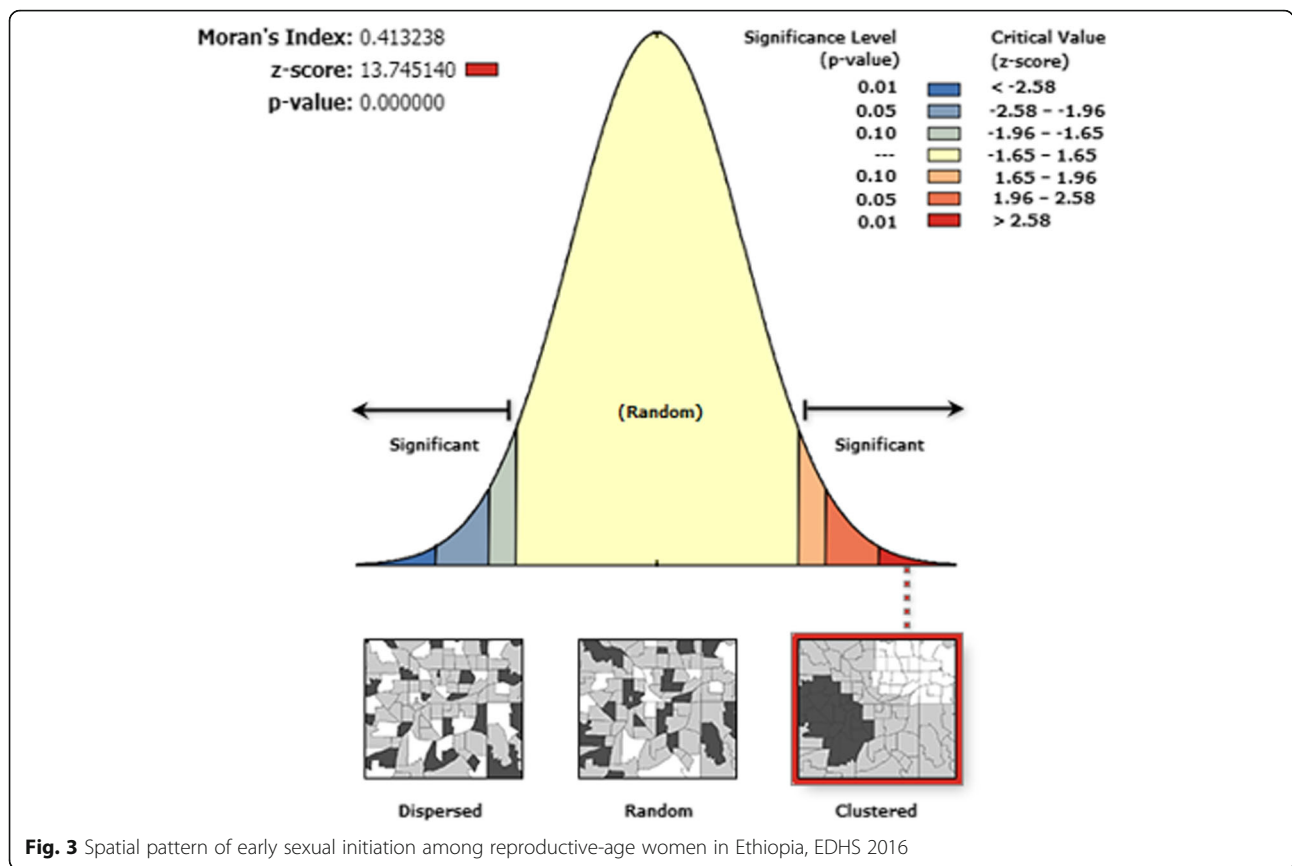 Moran's Index: 0.413238
z-score: 13.745140
p-value: 0.000000
Significance Level
(p-value)
Critical Value
(z-score)
0.01 < -2.58
0.05 -2.58 – -1.96
0.10 -1.96 – -1.65
--- -1.65 – 1.65
0.10 1.65 – 1.96
0.05 1.96 – 2.58
0.01 > 2.58
(Random)
Significant
Significant
Dispersed
Random
Clustered
Fig. 3 Spatial pattern of early sexual initiation among reproductive-age women in Ethiopia, EDHS 2016